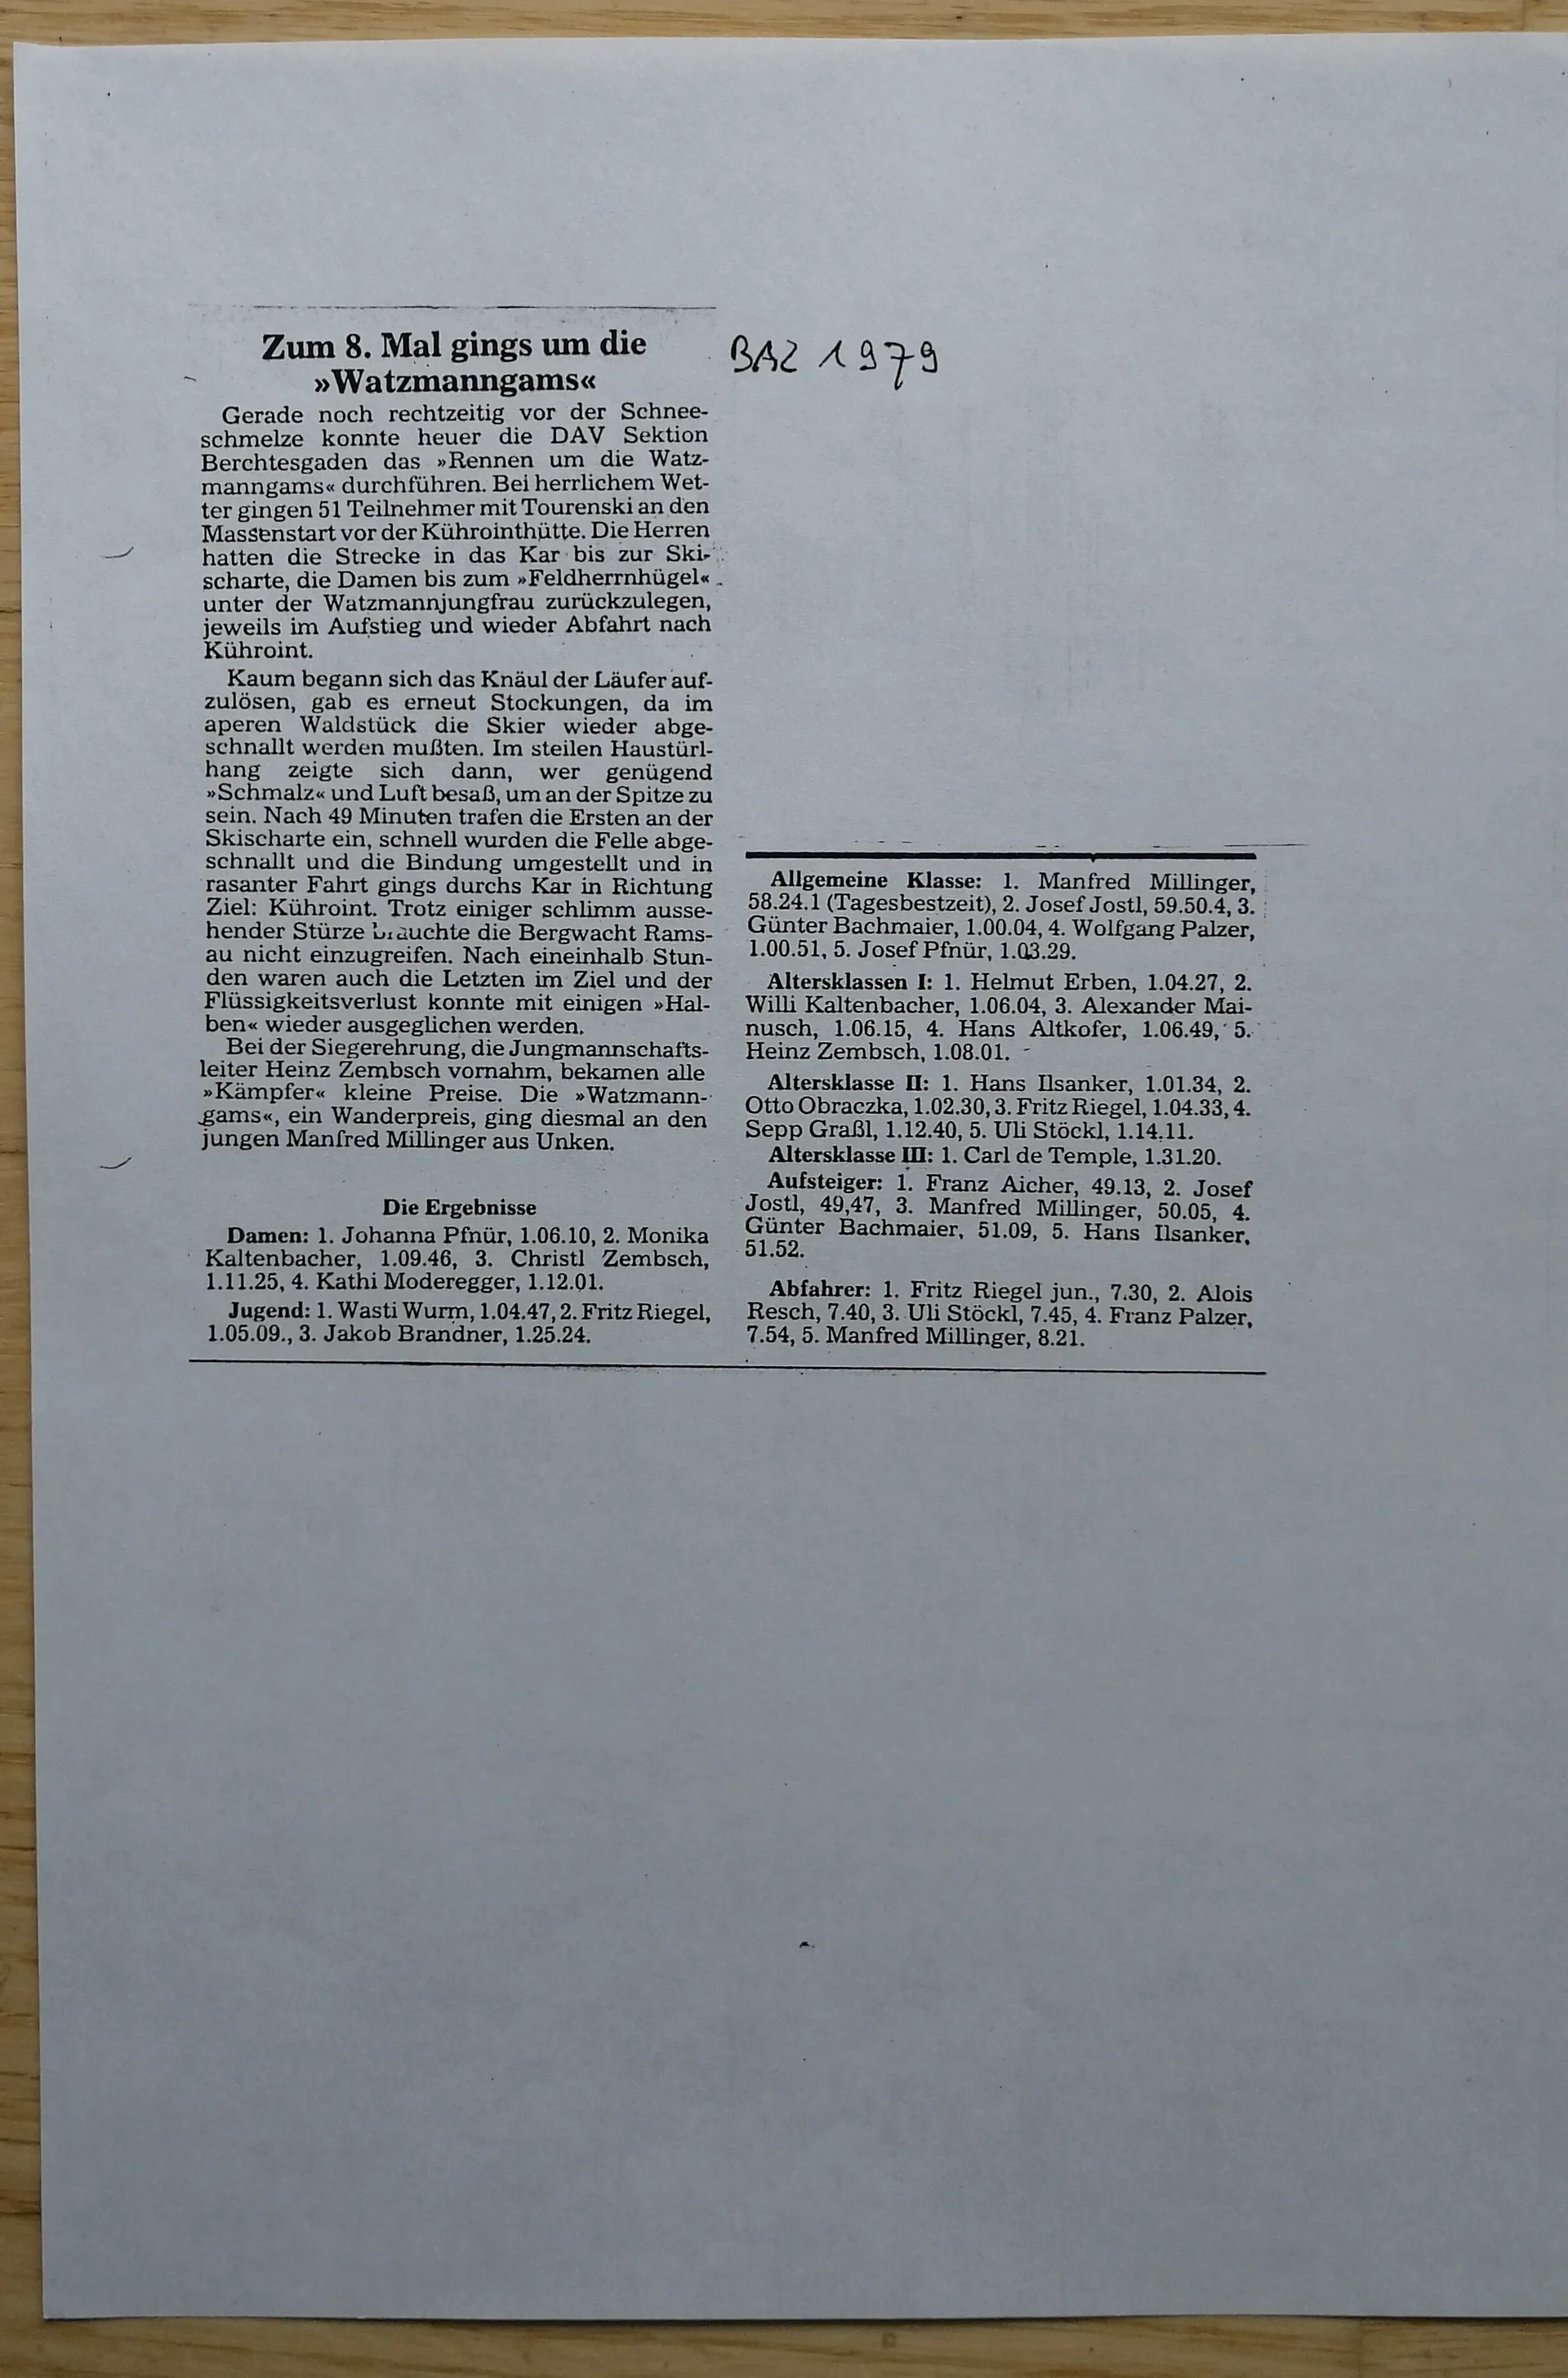 Zum 8. Mal gings um die
»Watzmanngams«
BAZ 1979
Gerade noch rechtzeitig vor der Schnee-
schmelze konnte heuer die DAV Sektion
Berchtesgaden das »Rennen um die Watz-
manngams« durchführen. Bei herrlichem Wet-
ter gingen 51 Teilnehmer mit Tourenski an den
Massenstart vor der Kührointhütte. Die Herren
hatten die Strecke in das Kar bis zur Ski-
scharte, die Damen bis zum »Feldherrnhügel«
unter der Watzmannjungfrau zurückzulegen,
jeweils im Aufstieg und wieder Abfahrt nach
Kühroint.
Kaum begann sich das Knäul der Läufer auf-
zulösen, gab es erneut Stockungen, da im
aperen Waldstück die Skier wieder abge-
schnallt werden mußten. Im steilen Haustürl-
hang zeigte sich dann, wer genügend
»Schmalz« und Luft besaß, um an der Spitze zu
sein. Nach 49 Minuten trafen die Ersten an der
Skischarte ein, schnell wurden die Felle abge-
schnallt und die Bindung umgestellt und in
rasanter Fahrt gings durchs Kar in Richtung
Ziel: Kühroint. Trotz einiger schlimm ausse-
hender Stürze brauchte die Bergwacht Rams-
au nicht einzugreifen. Nach eineinhalb Stun-
den waren auch die Letzten im Ziel und der
Flüssigkeitsverlust konnte mit einigen »Hal-
ben« wieder ausgeglichen werden.
Bei der Siegerehrung, die Jungmannschafts-
leiter Heinz Zembsch vornahm, bekamen alle
»Kämpfer« kleine Preise. Die »Watzmann-
gams«, ein Wanderpreis, ging diesmal an den
jungen Manfred Millinger aus Unken.
Die Ergebnisse
Damen: 1. Johanna Pfnür, 1.06.10, 2. Monika
Kaltenbacher, 1.09.46, 3. Christl Zembsch,
1.11.25, 4. Kathi Moderegger, 1.12.01.
Jugend: 1. Wasti Wurm, 1.04.47, 2. Fritz Riegel,
1.05.09., 3. Jakob Brandner, 1.25.24.
Allgemeine Klasse: 1. Manfred Millinger,
58.24.1 (Tagesbestzeit), 2. Josef Jostl, 59.50.4, 3.
Günter Bachmaier, 1.00.04, 4. Wolfgang Palzer,
1.00.51, 5. Josef Pfnür, 1.03.29.
Altersklassen I: 1. Helmut Erben, 1.04.27, 2.
Willi Kaltenbacher, 1.06.04, 3. Alexander Mai-
nusch, 1.06.15, 4. Hans Altkofer, 1.06.49, 5.
Heinz Zembsch, 1.08.01.
Altersklasse II: 1. Hans Ilsanker, 1.01.34, 2.
Otto Obraczka, 1.02.30, 3. Fritz Riegel, 1.04.33, 4.
Sepp Graßl, 1.12.40, 5. Uli Stöckl, 1.14.11.
Altersklasse III: 1. Carl de Temple, 1.31.20.
Aufsteiger: 1. Franz Aicher, 49.13, 2. Josef
Jostl, 49,47, 3. Manfred Millinger, 50.05, 4.
Günter Bachmaier, 51.09, 5. Hans Ilsanker,
51.52.
Abfahrer: 1. Fritz Riegel jun., 7.30, 2. Alois
Resch, 7.40, 3. Uli Stöckl, 7.45, 4. Franz Palzer,
7.54, 5. Manfred Millinger, 8.21.